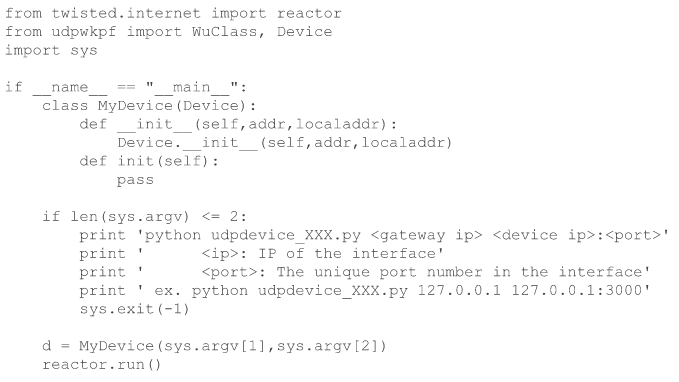 from twisted.internet import reactor
from udpwkpf import WuClass, Device
import sys

if __name__ == "__main__":
    class MyDevice(Device):
        def __init__(self,addr,localaddr):
            Device.__init__(self,addr,localaddr)
        def init(self):
            pass

    if len(sys.argv) <= 2:
        print 'python udpdevice_XXX.py <gateway ip> <device ip>:<port>'
        print '      <ip>: IP of the interface'
        print '      <port>: The unique port number in the interface'
        print ' ex. python udpdevice_XXX.py 127.0.0.1 127.0.0.1:3000'
        sys.exit(-1)

    d = MyDevice(sys.argv[1],sys.argv[2])
    reactor.run()